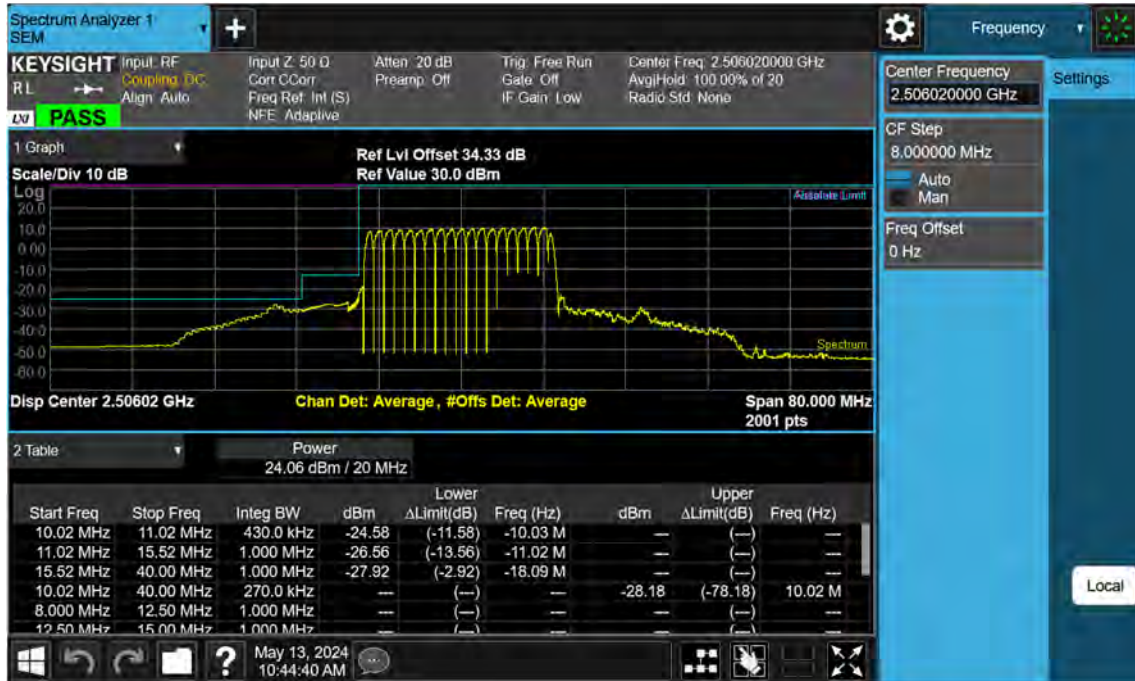 Spectrum Analyzer 1
SEM
Frequency
KEYSIGHT
Input: RF
Input Z: 50 Ω
Atten: 20 dB
Trig: Free Run
Center Freq: 2.506020000 GHz
R L
Coupling: DC
Corr CCorr
Preamp: Off
Gate: Off
Avg|Hold: 100.00% of 20
Align: Auto
Freq Ref: Int (S)
IF Gain: Low
Radio Std: None
NFE: Adaptive
LXI PASS
Center Frequency
2.506020000 GHz
Settings
CF Step
8.000000 MHz
Auto
Man
Freq Offset
0 Hz
1 Graph
Ref Lvl Offset 34.33 dB
Scale/Div 10 dB
Ref Value 30.0 dBm
Log
Absolute Limit
20.0
10.0
0.00
-10.0
-20.0
-30.0
-40.0
-50.0
-60.0
Spectrum
Disp Center 2.50602 GHz
Chan Det: Average, #Offs Det: Average
Span 80.000 MHz
2001 pts
2 Table
Power
24.06 dBm / 20 MHz
Lower Upper
Start Freq Stop Freq Integ BW dBm ΔLimit(dB) Freq (Hz) dBm ΔLimit(dB) Freq (Hz)
10.02 MHz 11.02 MHz 430.0 kHz -24.58 (-11.58) -10.03 M --- (---) ---
11.02 MHz 15.52 MHz 1.000 MHz -26.56 (-13.56) -11.02 M --- (---) ---
15.52 MHz 40.00 MHz 1.000 MHz -27.92 (-2.92) -18.09 M --- (---) ---
10.02 MHz 40.00 MHz 270.0 kHz --- (---) --- -28.18 (-78.18) 10.02 M
8.000 MHz 12.50 MHz 1.000 MHz --- (---) --- --- (---) ---
12.50 MHz 15.00 MHz 1.000 MHz --- (---) --- --- (---) ---
Local
?
May 13, 2024
10:44:40 AM